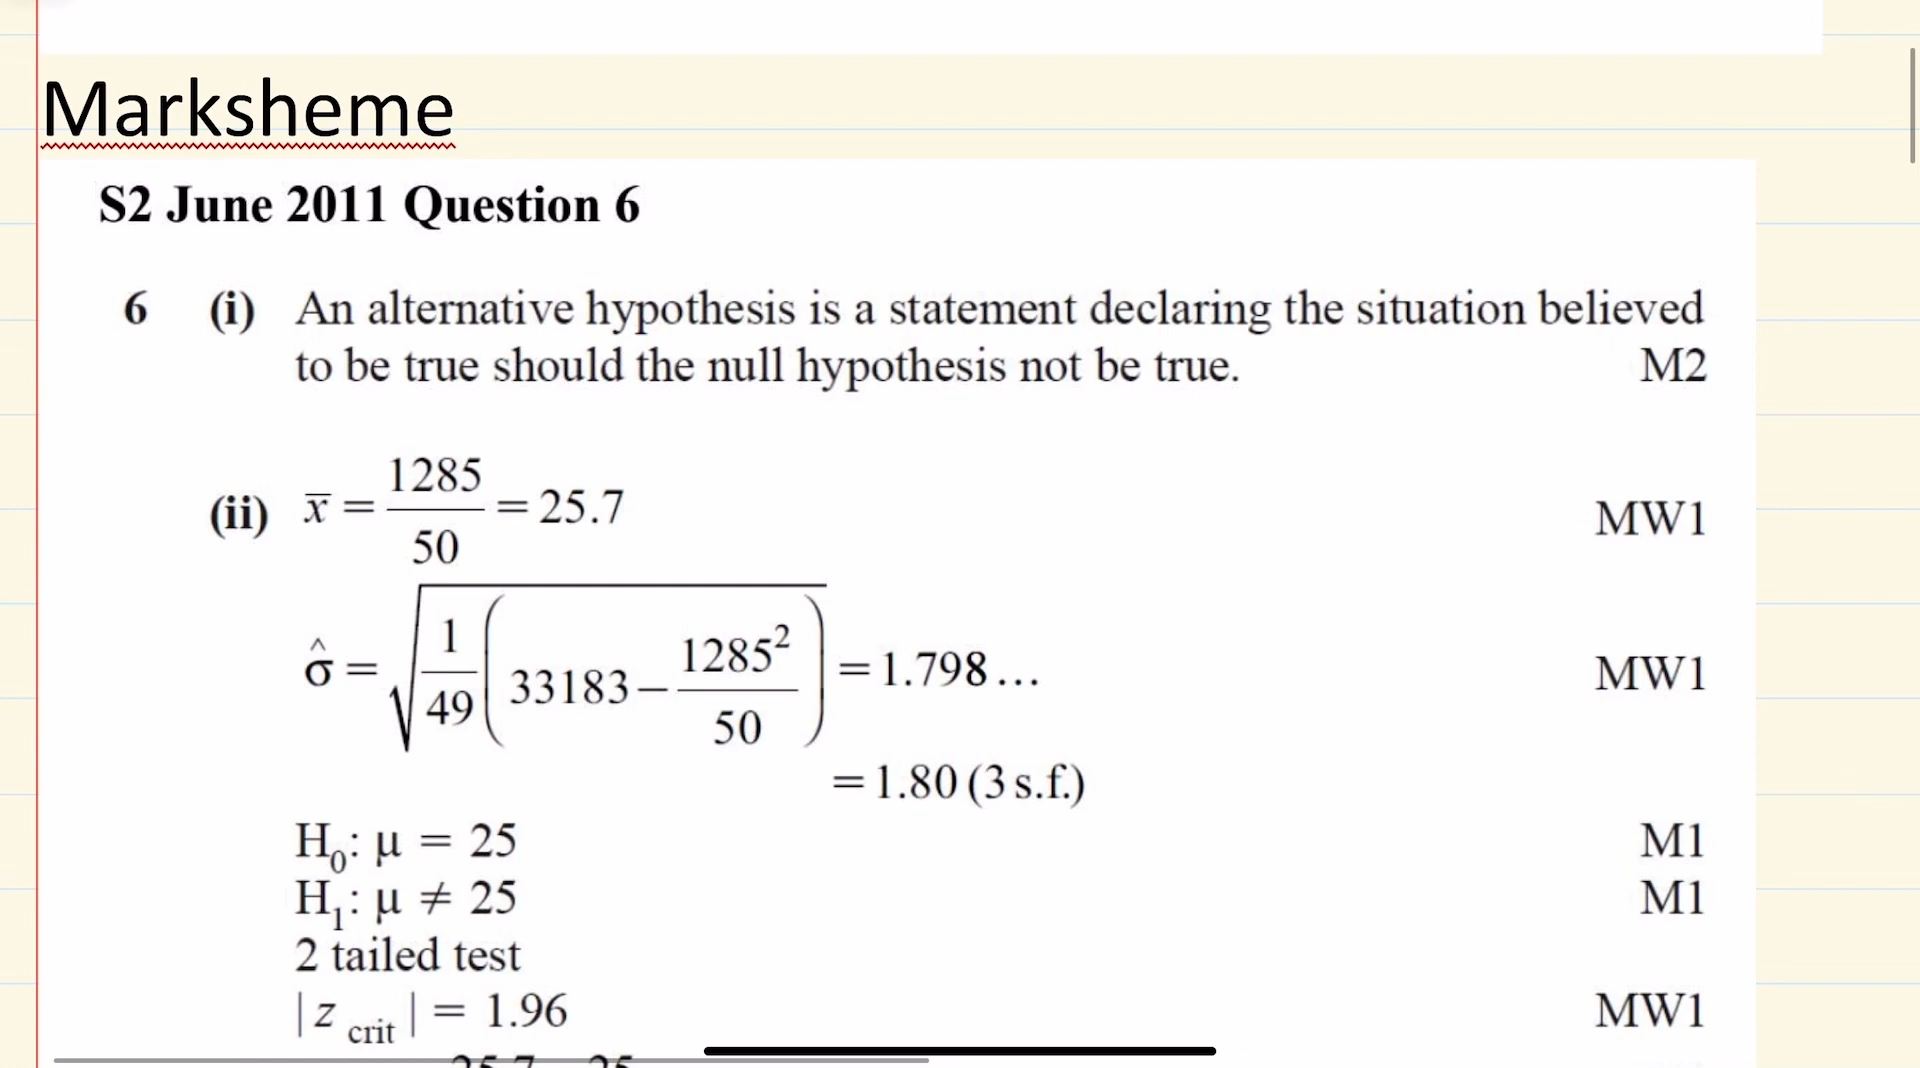 Marksheme
S2 June 2011 Question 6
6 (i) An alternative hypothesis is a statement declaring the situation believed
to be true should the null hypothesis not be true. M2
(ii) x̅ = 1285/50 = 25.7 MW1
σ̂ = √(1/49 (33183 – 1285²/50)) = 1.798... MW1
= 1.80 (3 s.f.)
H₀: μ = 25 M1
H₁: μ ≠ 25 M1
2 tailed test
|z crit| = 1.96 MW1